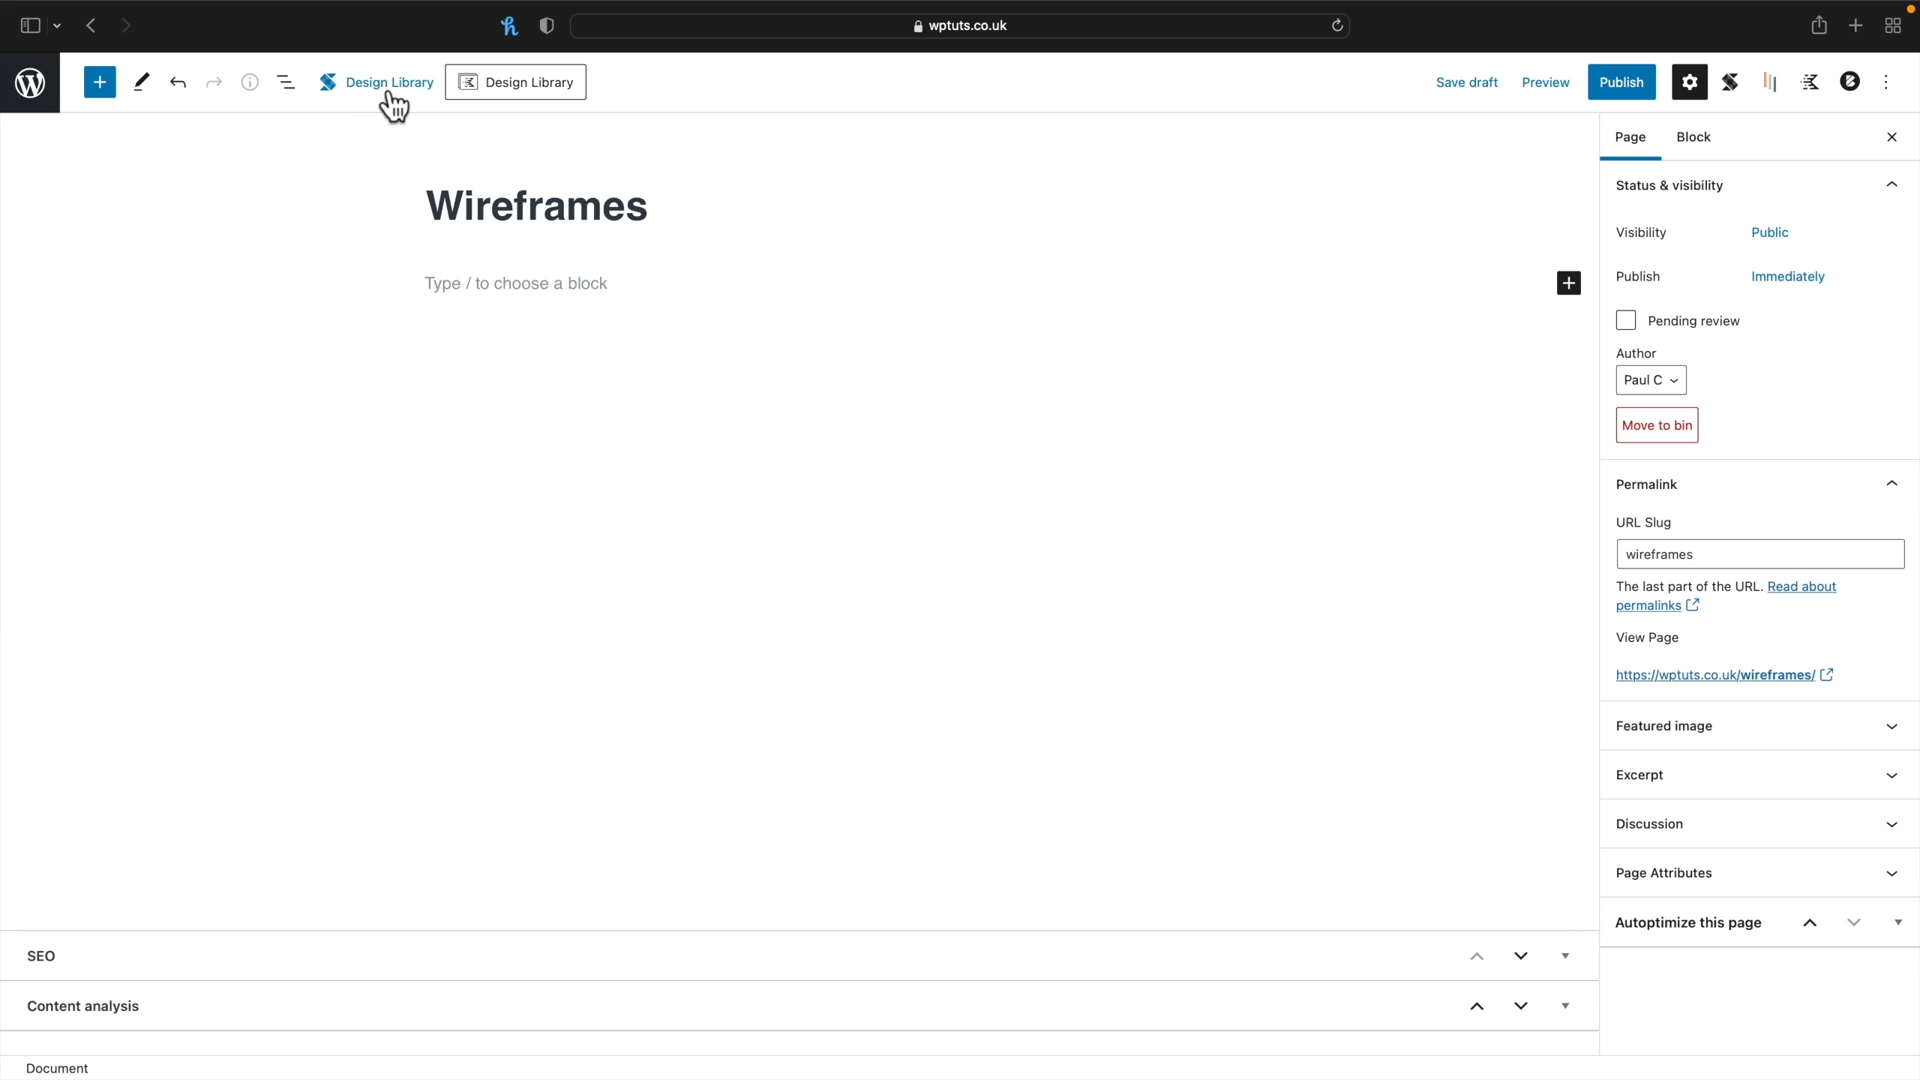 wptuts.co.uk
Design Library
Design Library
Save draft
Preview
Publish
Page
Block
Wireframes
Type / to choose a block
Status & visibility
Visibility
Public
Publish
Immediately
Pending review
Author
Paul C
Move to bin
Permalink
URL Slug
wireframes
The last part of the URL. Read about
permalinks
View Page
https://wptuts.co.uk/wireframes/
Featured image
Excerpt
Discussion
Page Attributes
Autoptimize this page
SEO
Content analysis
Document